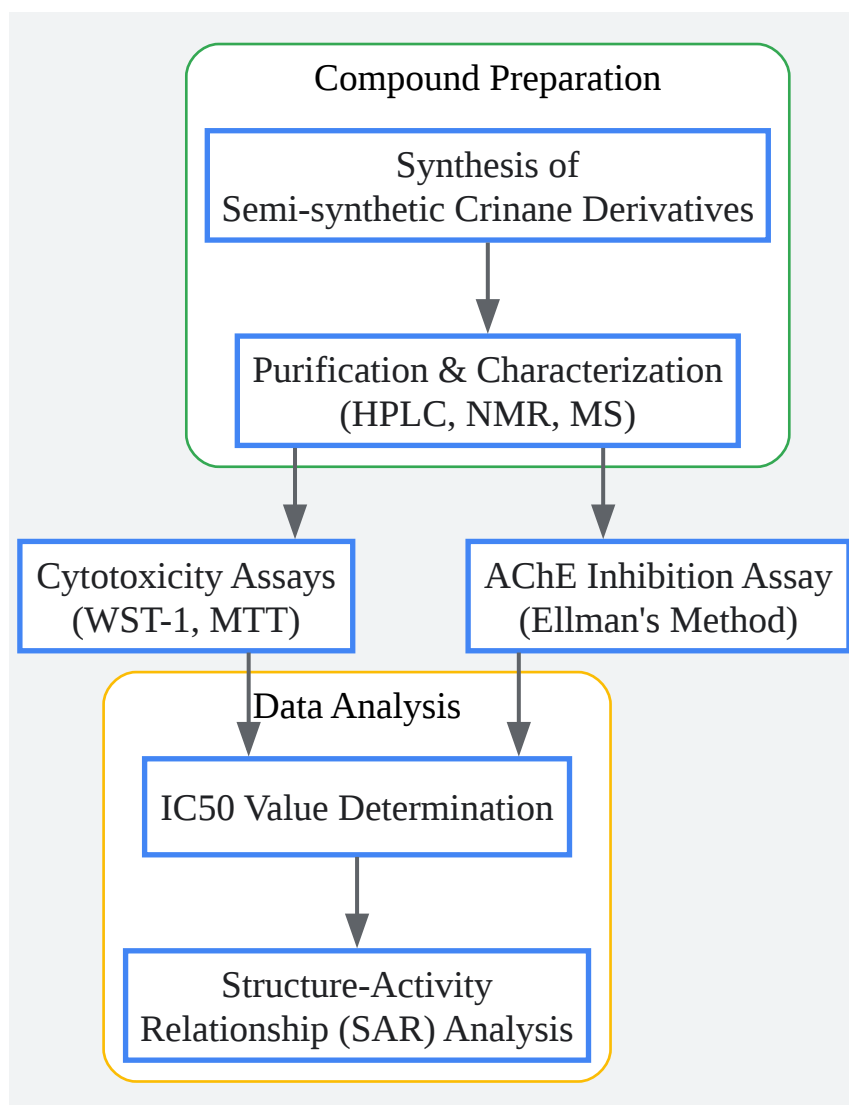 Compound Preparation
Synthesis of
Semi-synthetic Crinane Derivatives
Purification & Characterization
(HPLC, NMR, MS)
Cytotoxicity Assays
(WST-1, MTT)
AChE Inhibition Assay
(Ellman's Method)
Data Analysis
IC50 Value Determination
Structure-Activity
Relationship (SAR) Analysis